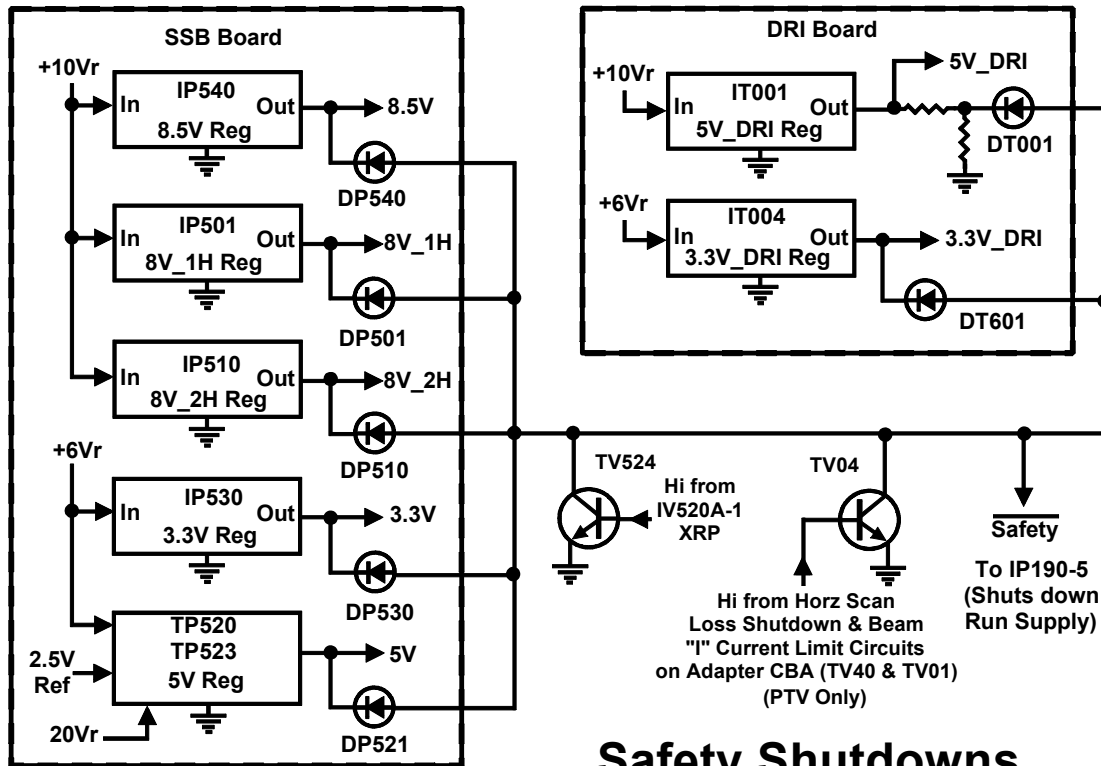 SSB Board
+10Vr
IP540
In
Out
8.5V Reg
8.5V
DP540
IP501
In
Out
8V_1H Reg
8V_1H
DP501
IP510
In
Out
8V_2H Reg
8V_2H
DP510
+6Vr
IP530
In
Out
3.3V Reg
3.3V
DP530
TP520
TP523
5V Reg
2.5V
Ref
20Vr
5V
DP521
DRI Board
+10Vr
IT001
In
Out
5V_DRI Reg
5V_DRI
DT001
+6Vr
IT004
In
Out
3.3V_DRI Reg
3.3V_DRI
DT601
TV524
Hi from
IV520A-1
XRP
TV04
Hi from Horz Scan
Loss Shutdown & Beam
"I" Current Limit Circuits
on Adapter CBA (TV40 & TV01)
(PTV Only)
Safety
To IP190-5
(Shuts down
Run Supply)
Safety Shutdowns